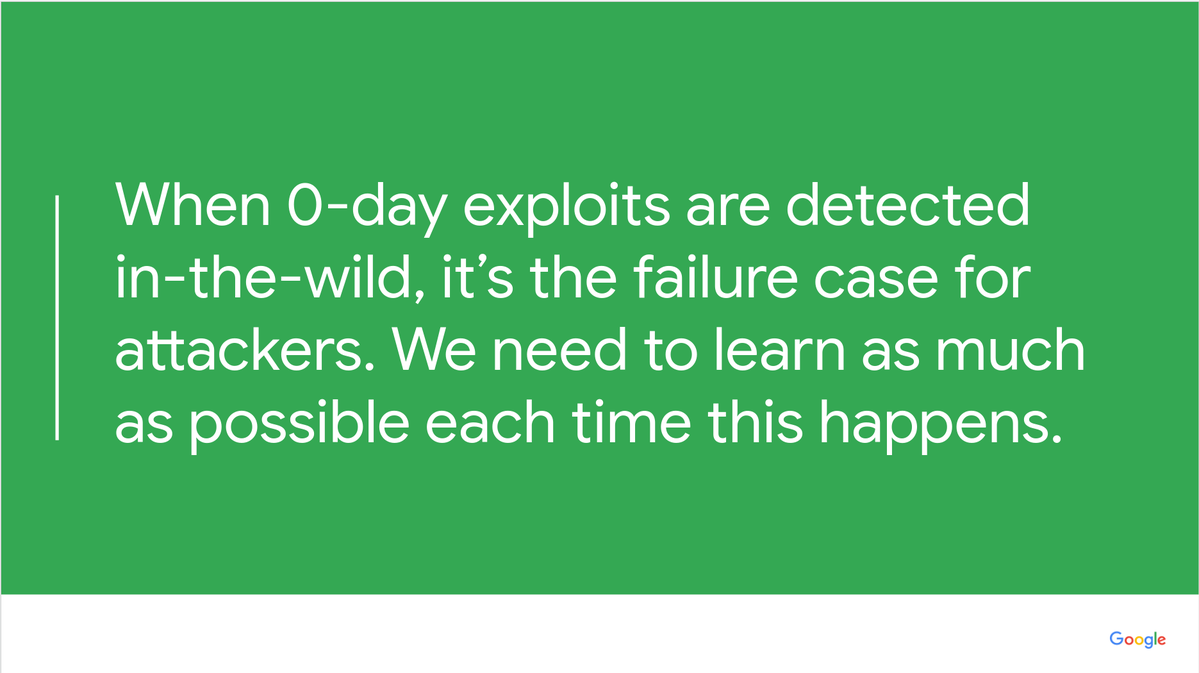 When 0-day exploits are detected
in-the-wild, it’s the failure case for
attackers. We need to learn as much
as possible each time this happens.
Google